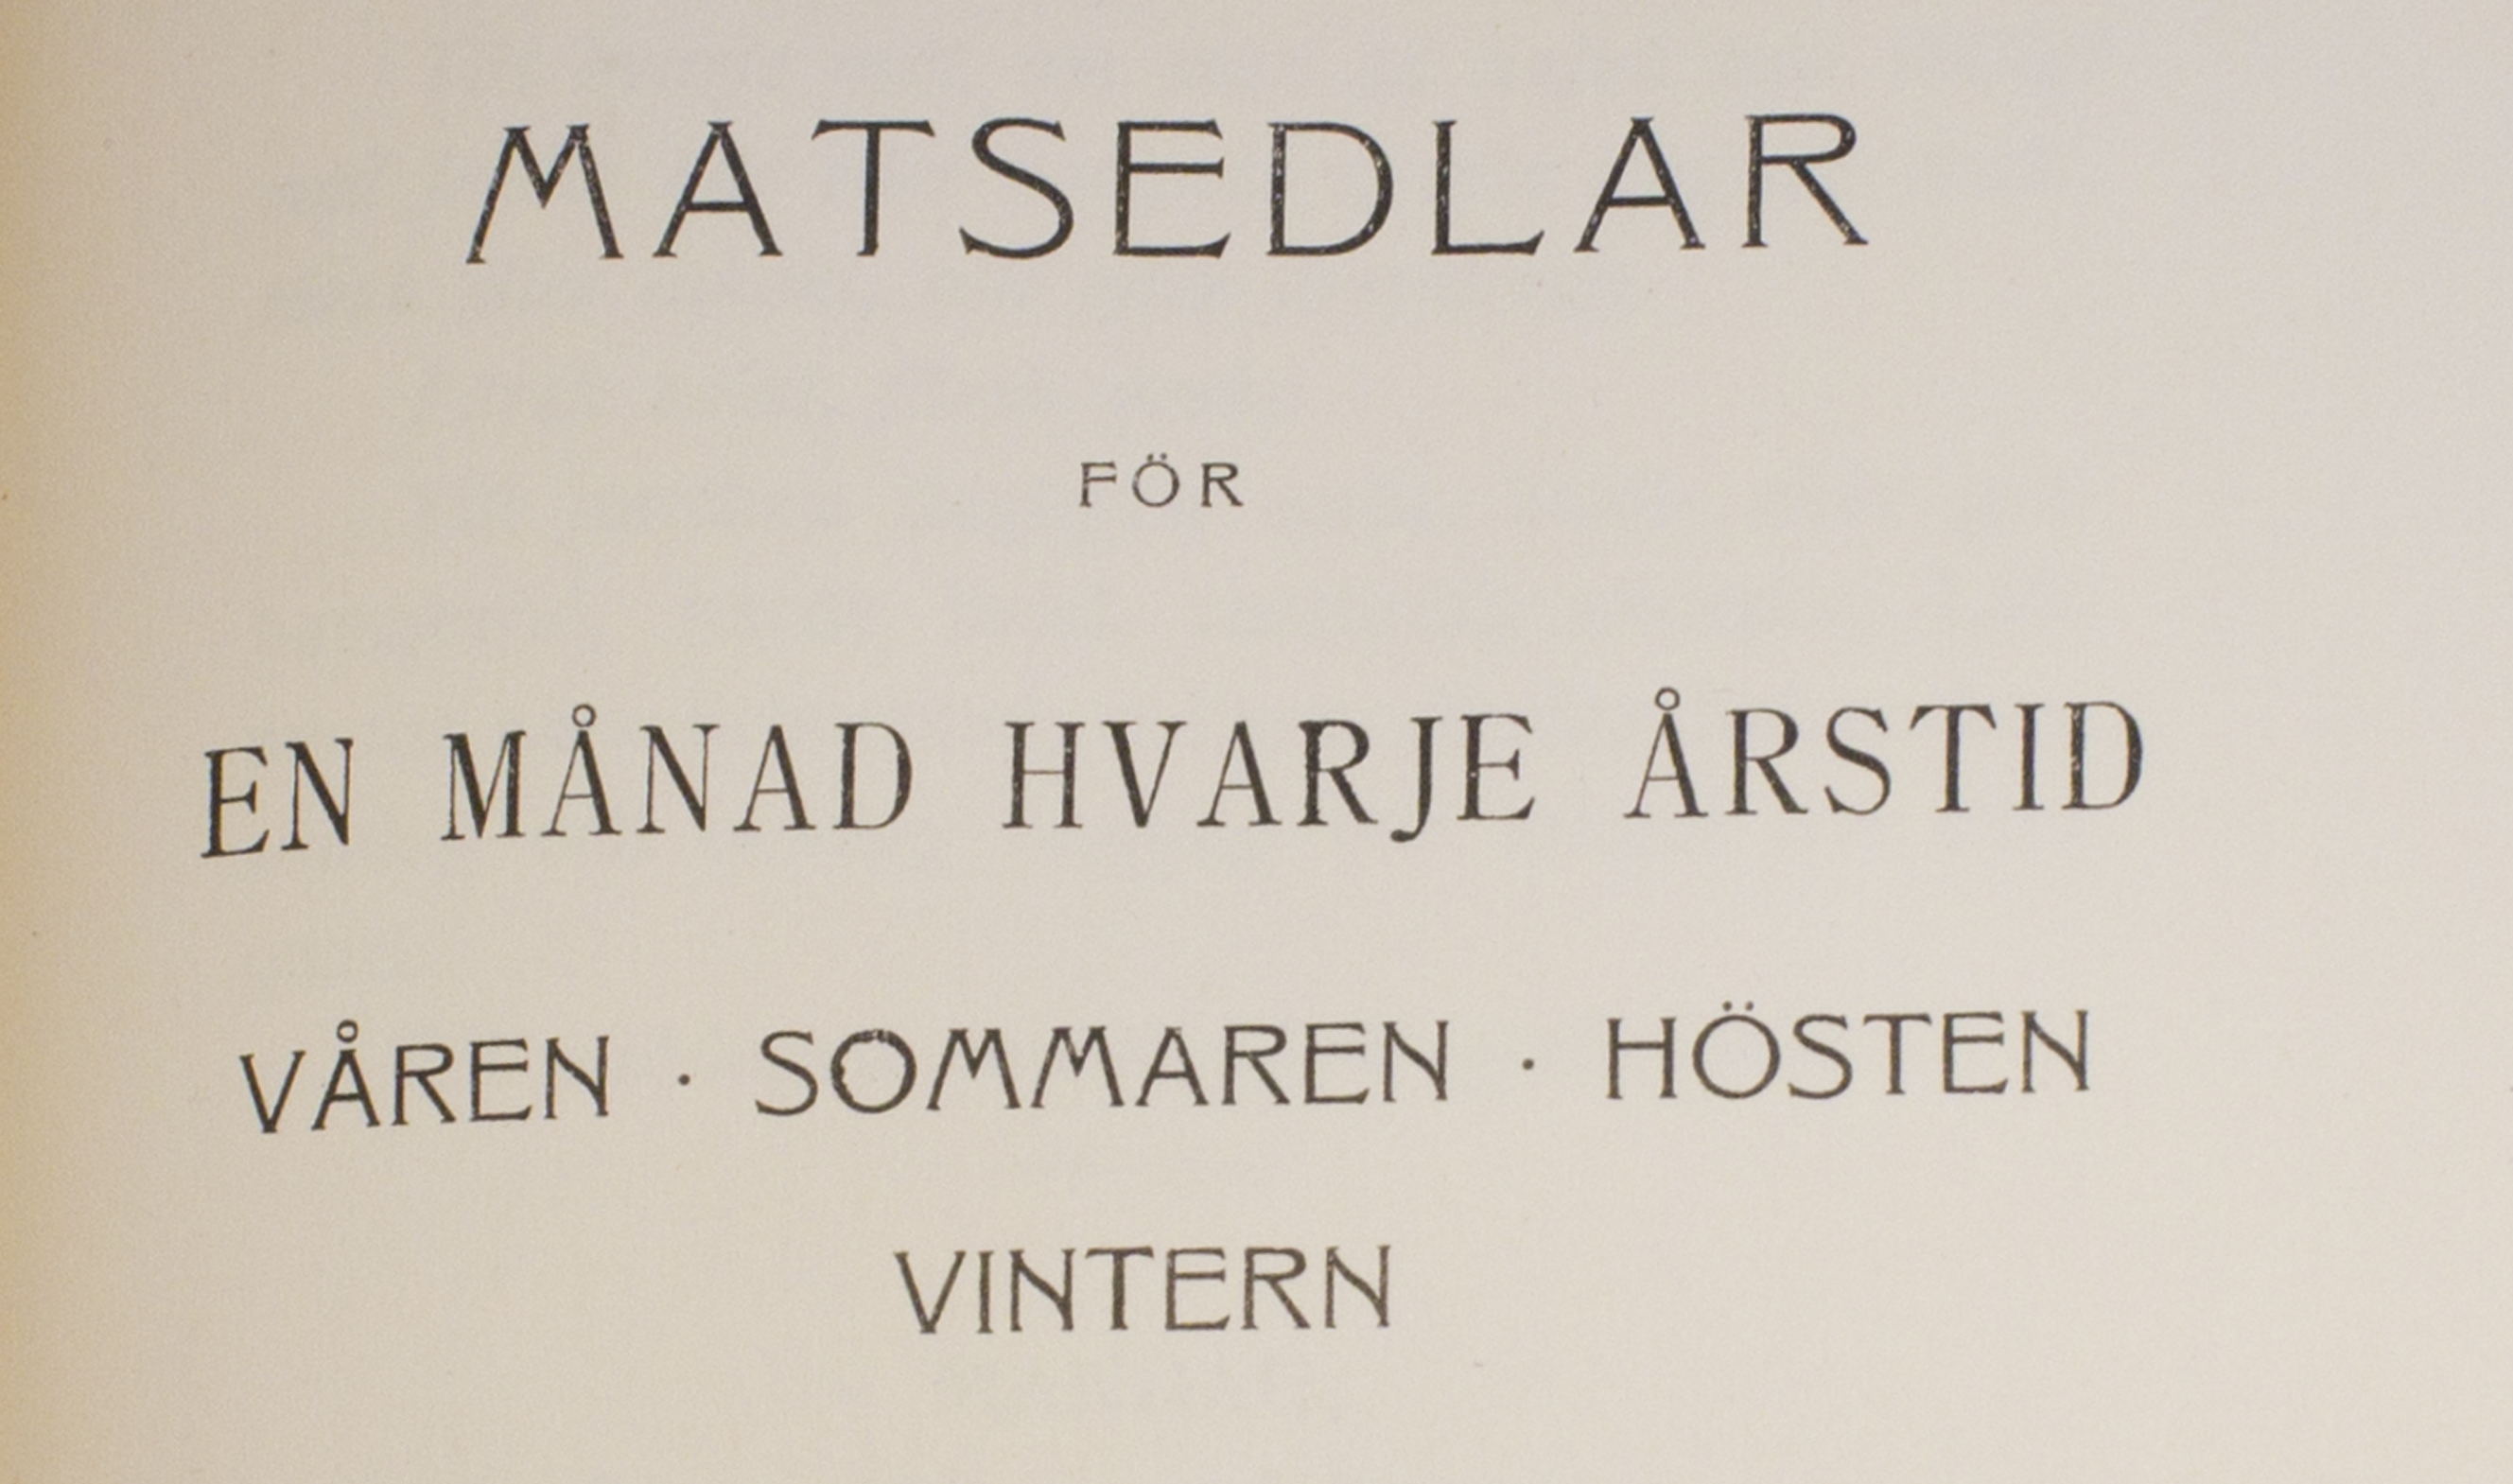 MATSEDLAR
FÖR
EN MÅNAD HVARJE ÅRSTID
VÅREN · SOMMAREN · HÖSTEN
VINTERN